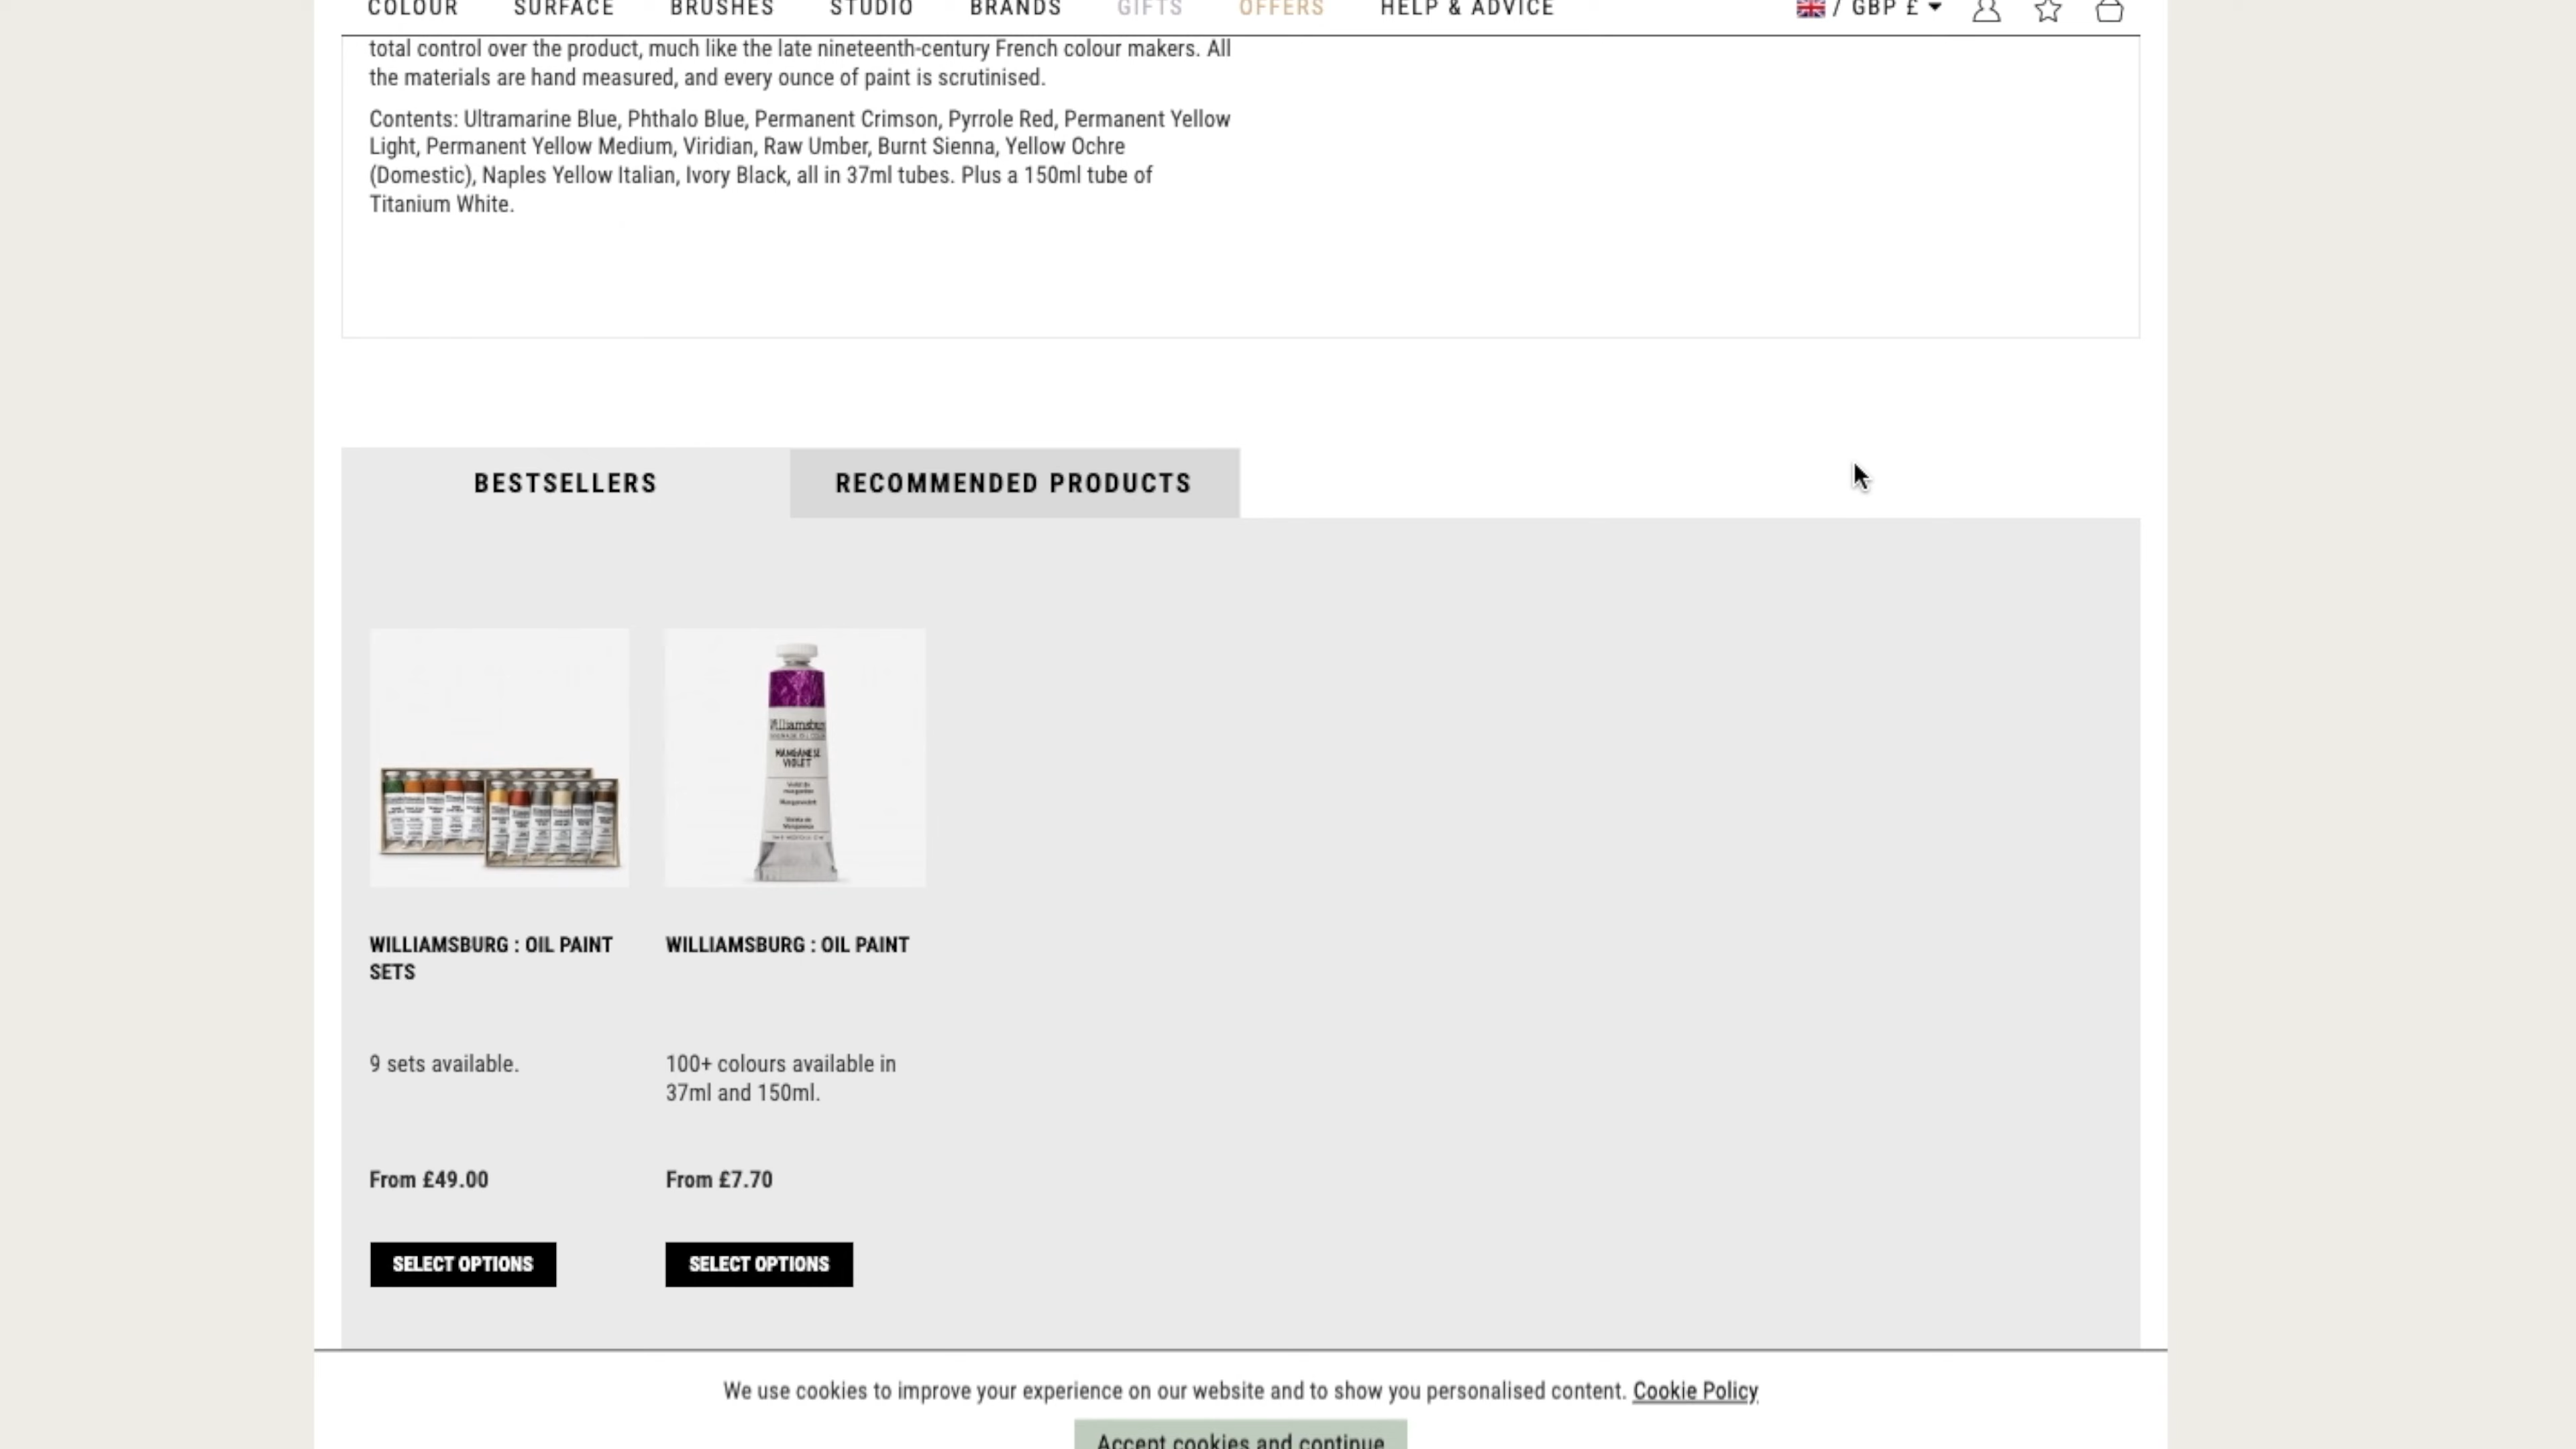 COLOUR SURFACE BRUSHES STUDIO BRANDS GIFTS OFFERS HELP & ADVICE / GBP £
total control over the product, much like the late nineteenth-century French colour makers. All
the materials are hand measured, and every ounce of paint is scrutinised.
Contents: Ultramarine Blue, Phthalo Blue, Permanent Crimson, Pyrrole Red, Permanent Yellow
Light, Permanent Yellow Medium, Viridian, Raw Umber, Burnt Sienna, Yellow Ochre
(Domestic), Naples Yellow Italian, Ivory Black, all in 37ml tubes. Plus a 150ml tube of
Titanium White.
BESTSELLERS
RECOMMENDED PRODUCTS
Williamsburg
MANGANESE
VIOLET
WILLIAMSBURG : OIL PAINT
SETS
9 sets available.
From £49.00
SELECT OPTIONS
WILLIAMSBURG : OIL PAINT
100+ colours available in
37ml and 150ml.
From £7.70
SELECT OPTIONS
We use cookies to improve your experience on our website and to show you personalised content. Cookie Policy
Accept cookies and continue